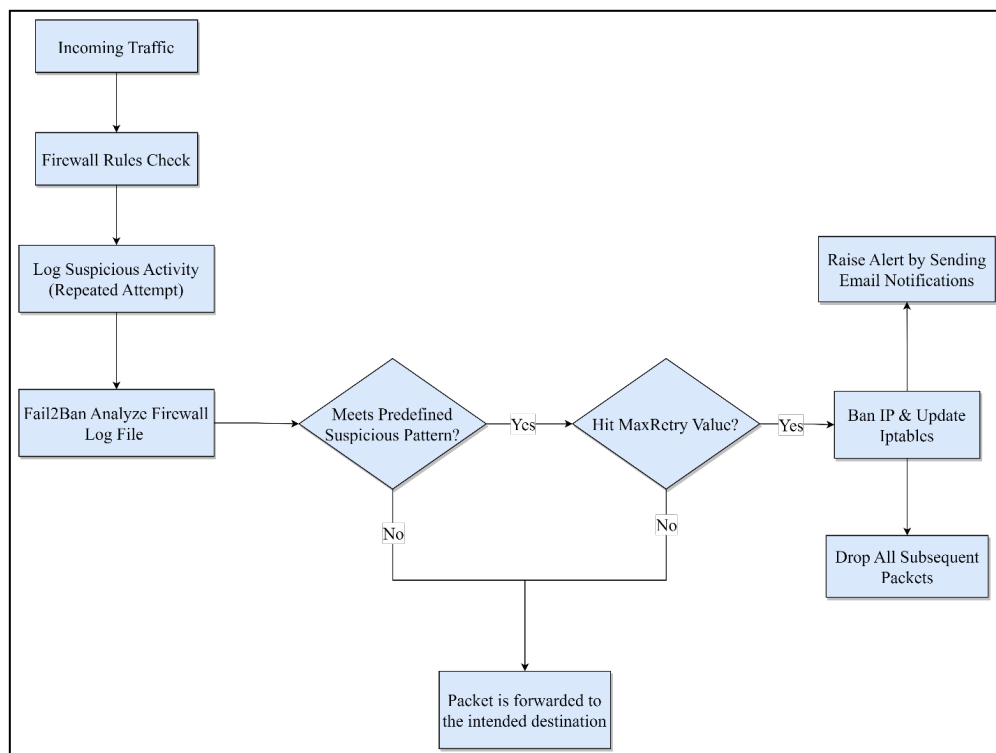 Incoming Traffic
Firewall Rules Check
Log Suspicious Activity
(Repeated Attempt)
Fail2Ban Analyze Firewall
Log File
Meets Predefined
Suspicious Pattern?
Yes
No
Hit MaxRetry Value?
Yes
No
Ban IP & Update
Iptables
Raise Alert by Sending
Email Notifications
Drop All Subsequent
Packets
Packet is forwarded to
the intended destination